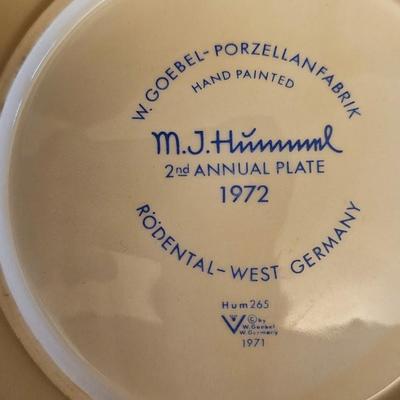 W. GOEBEL-PORZELLANFABRIK
HAND PAINTED
M.J.Hummel
2nd ANNUAL PLATE
1972
RÖDENTAL-WEST GERMANY
Hum 265
© by
W. Goebel
W. Germany
1971